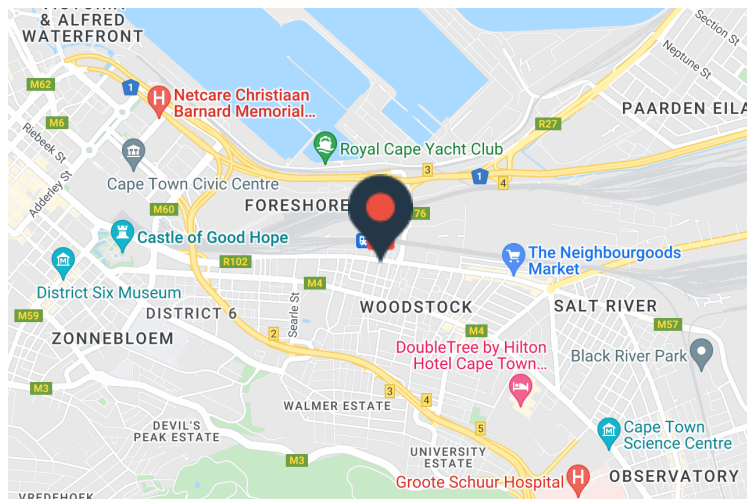 & ALFRED
WATERFRONT
Section St
Neptune St
M62
1
Netcare Christiaan
Barnard Memorial...
PAARDEN EILA
M6
R27
Riebeek St
Royal Cape Yacht Club
3
1
4
Cape Town Civic Centre
Adderley St
M60
FORESHORE
76
Castle of Good Hope
R102
The Neighbourgoods
Market
M4
District Six Museum
DISTRICT 6
Searle St
WOODSTOCK
SALT RIVER
M59
M4
M57
ZONNEBLOEM
2
DoubleTree by Hilton
Hotel Cape Town...
Black River Park
M3
3
4
WALMER ESTATE
5
DEVIL'S
PEAK ESTATE
Cape Town
Science Centre
UNIVERSITY
ESTATE
M3
Groote Schuur Hospital
OBSERVATORY
VREDEHOEK